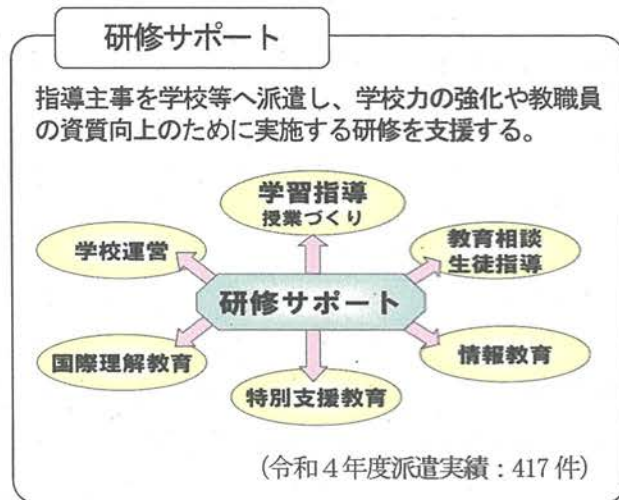 研修サポート
指導主事を学校等へ派遣し、学校力の強化や教職員
の資質向上のために実施する研修を支援する。
学習指導
授業づくり
学校運営
教育相談
生徒指導
研修サポート
国際理解教育
情報教育
特別支援教育
(令和4年度派遣実績:417件)